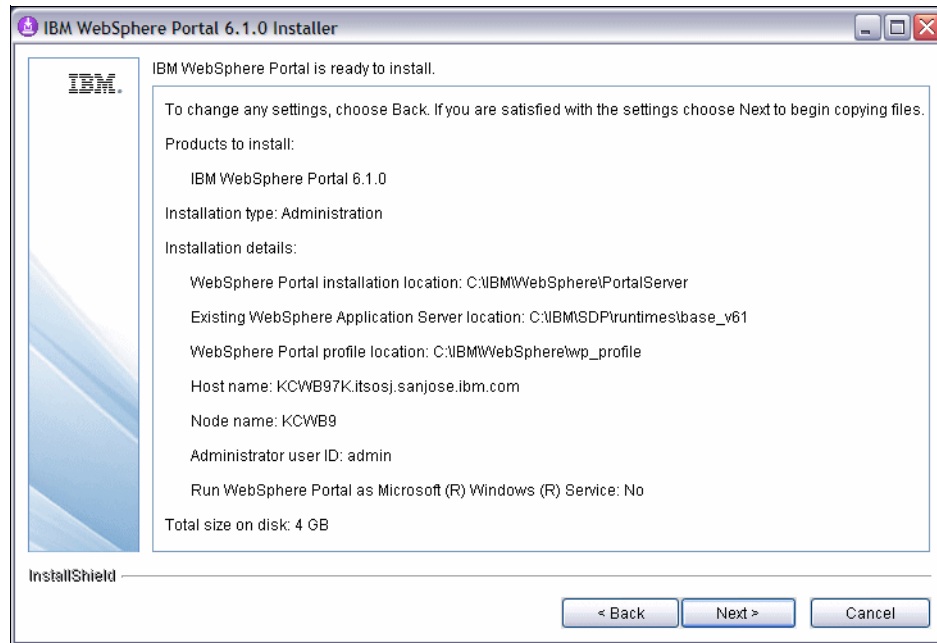 IBM WebSphere Portal 6.1.0 Installer
IBM.
IBM WebSphere Portal is ready to install.
To change any settings, choose Back. If you are satisfied with the settings choose Next to begin copying files.
Products to install:
IBM WebSphere Portal 6.1.0
Installation type: Administration
Installation details:
WebSphere Portal installation location: C:\IBM\WebSphere\PortalServer
Existing WebSphere Application Server location: C:\IBM\SDP\runtimes\base_v61
WebSphere Portal profile location: C:\IBM\WebSphere\wp_profile
Host name: KCWB97K.itsosj.sanjose.ibm.com
Node name: KCWB9
Administrator user ID: admin
Run WebSphere Portal as Microsoft (R) Windows (R) Service: No
Total size on disk: 4 GB
InstallShield
< Back Next > Cancel